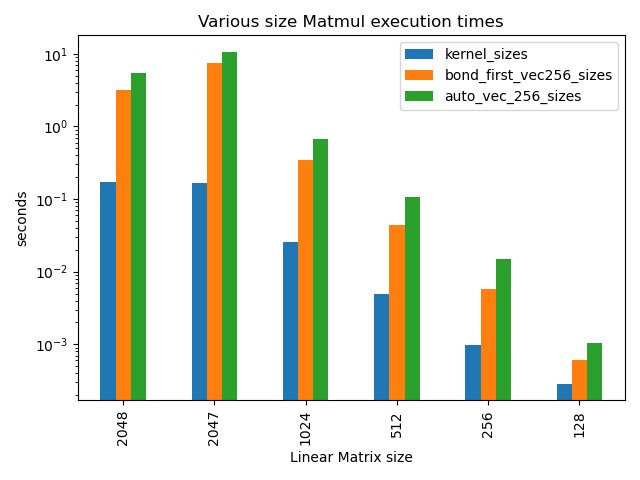 Various size Matmul execution times
kernel_sizes
bond_first_vec256_sizes
auto_vec_256_sizes
seconds
10¹
10⁰
10⁻¹
10⁻²
10⁻³
2048
2047
1024
512
256
128
Linear Matrix size